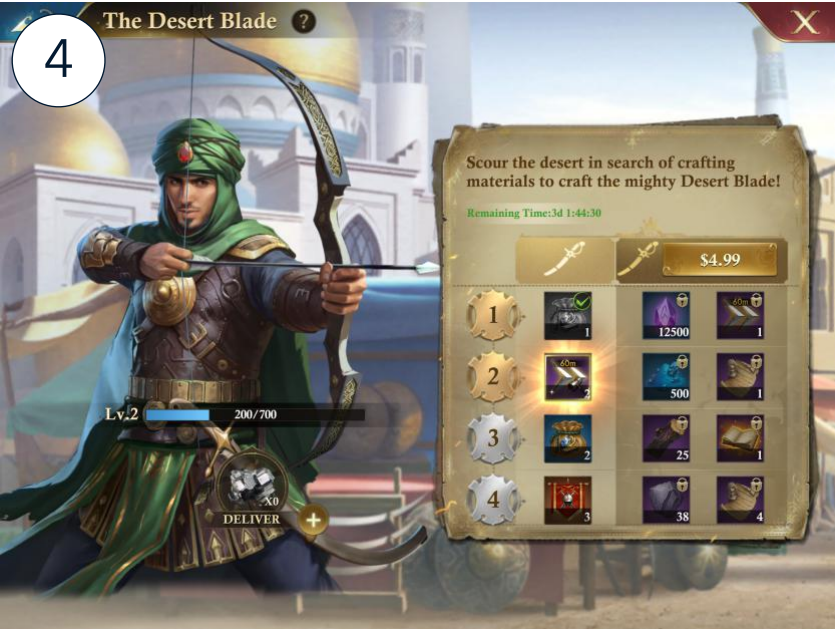 The Desert Blade ?
X
4
Scour the desert in search of crafting
materials to craft the mighty Desert Blade!
Remaining Time:3d 1:44:30
$4.99
1
1
12500
60m
1
2
60m
2
500
1
3
2
25
1
4
3
38
4
Lv.2
200/700
X0
DELIVER